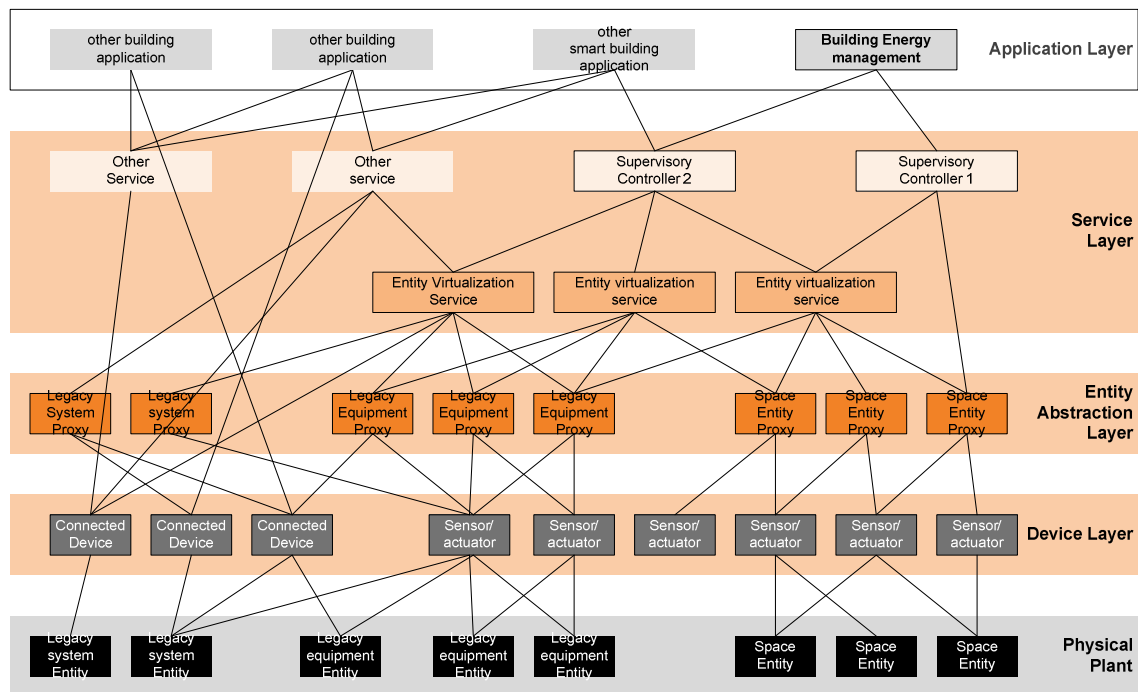 other building
application
other building
application
other
smart building
application
Building Energy
management
Application Layer
Other
Service
Other
service
Supervisory
Controller 2
Supervisory
Controller 1
Service
Layer
Entity Virtualization
Service
Entity virtualization
service
Entity virtualization
service
Legacy
System
Proxy
Legacy
system
Proxy
Legacy
Equipment
Proxy
Legacy
Equipment
Proxy
Legacy
Equipment
Proxy
Space
Entity
Proxy
Space
Entity
Proxy
Space
Entity
Proxy
Entity
Abstraction
Layer
Connected
Device
Connected
Device
Connected
Device
Sensor/
actuator
Sensor/
actuator
Sensor/
actuator
Sensor/
actuator
Sensor/
actuator
Sensor/
actuator
Device Layer
Legacy
system
Entity
Legacy
system
Entity
Legacy
equipment
Entity
Legacy
equipment
Entity
Legacy
equipment
Entity
Space
Entity
Space
Entity
Space
Entity
Physical
Plant